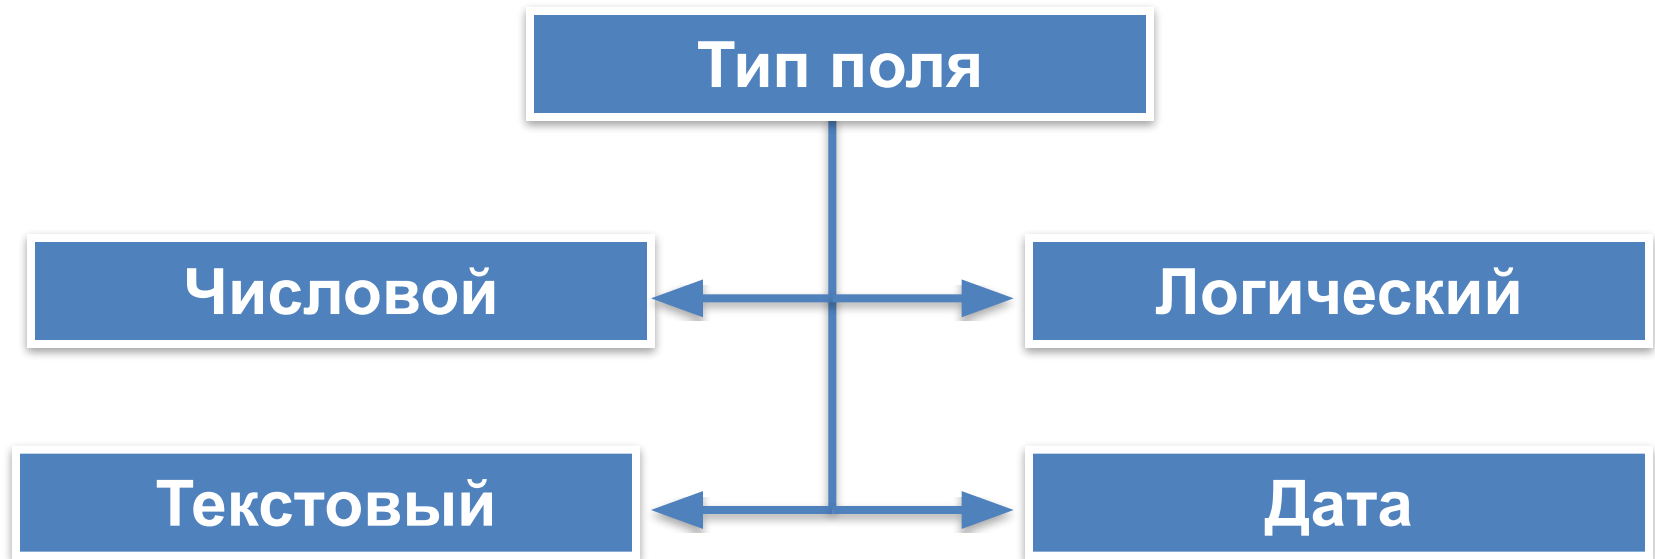 Тип поля
Числовой
Логический
Текстовый
Дата